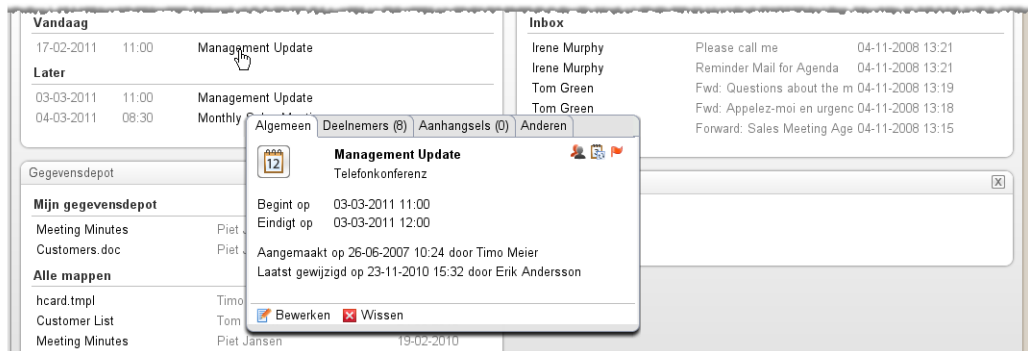 Vandaag
17-02-2011 11:00 Management Update
Later
03-03-2011 11:00 Management Update
04-03-2011 08:30 Monthly
Inbox
Irene Murphy Please call me 04-11-2008 13:21
Irene Murphy Reminder Mail for Agenda 04-11-2008 13:21
Tom Green Fwd: Questions about the m 04-11-2008 13:19
Tom Green Fwd: Appelez-moi en urgenc 04-11-2008 13:18
Forward: Sales Meeting Age 04-11-2008 13:15
Algemeen Deelnemers (8) Aanhangsels (0) Anderen
12
Management Update
Telefonkonferenz
Begint op 03-03-2011 11:00
Eindigt op 03-03-2011 12:00
Aangemaakt op 26-06-2007 10:24 door Timo Meier
Laatst gewijzigd op 23-11-2010 15:32 door Erik Andersson
Bewerken Wissen
Gegevensdepot
Mijn gegevensdepot
Meeting Minutes Piet
Customers.doc Piet
Alle mappen
hcard.tmpl Timo
Customer List Tom
Meeting Minutes Piet Jansen 19-02-2010